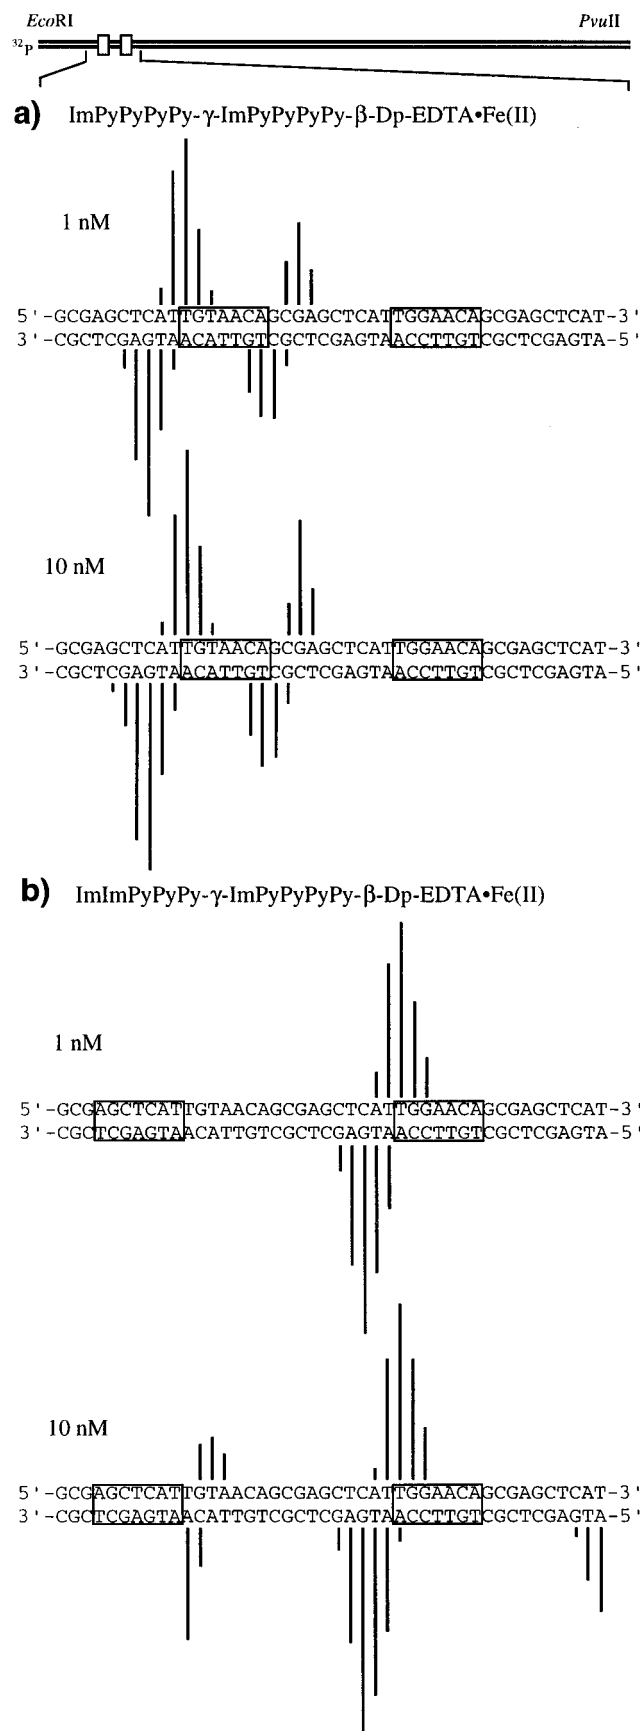 EcoRI PvuII
32P
a) ImPyPyPyPy-γ-ImPyPyPyPy-β-Dp-EDTA•Fe(II)
1 nM
5'-GCGAGCTCATTGTAACAGCGAGCTCATTGGAACAGCGAGCTCAT-3'
3'-CGCTCGAGTAACATTGTCGCTCGAGTAACCTTGTCGCTCGAGTA-5'
10 nM
5'-GCGAGCTCATTGTAACAGCGAGCTCATTGGAACAGCGAGCTCAT-3'
3'-CGCTCGAGTAACATTGTCGCTCGAGTAACCTTGTCGCTCGAGTA-5'
b) ImImPyPyPy-γ-ImPyPyPyPy-β-Dp-EDTA•Fe(II)
1 nM
5'-GCGAGCTCATTGTAACAGCGAGCTCATTGGAACAGCGAGCTCAT-3'
3'-CGCTCGAGTAACATTGTCGCTCGAGTAACCTTGTCGCTCGAGTA-5'
10 nM
5'-GCGAGCTCATTGTAACAGCGAGCTCATTGGAACAGCGAGCTCAT-3'
3'-CGCTCGAGTAACATTGTCGCTCGAGTAACCTTGTCGCTCGAGTA-5'